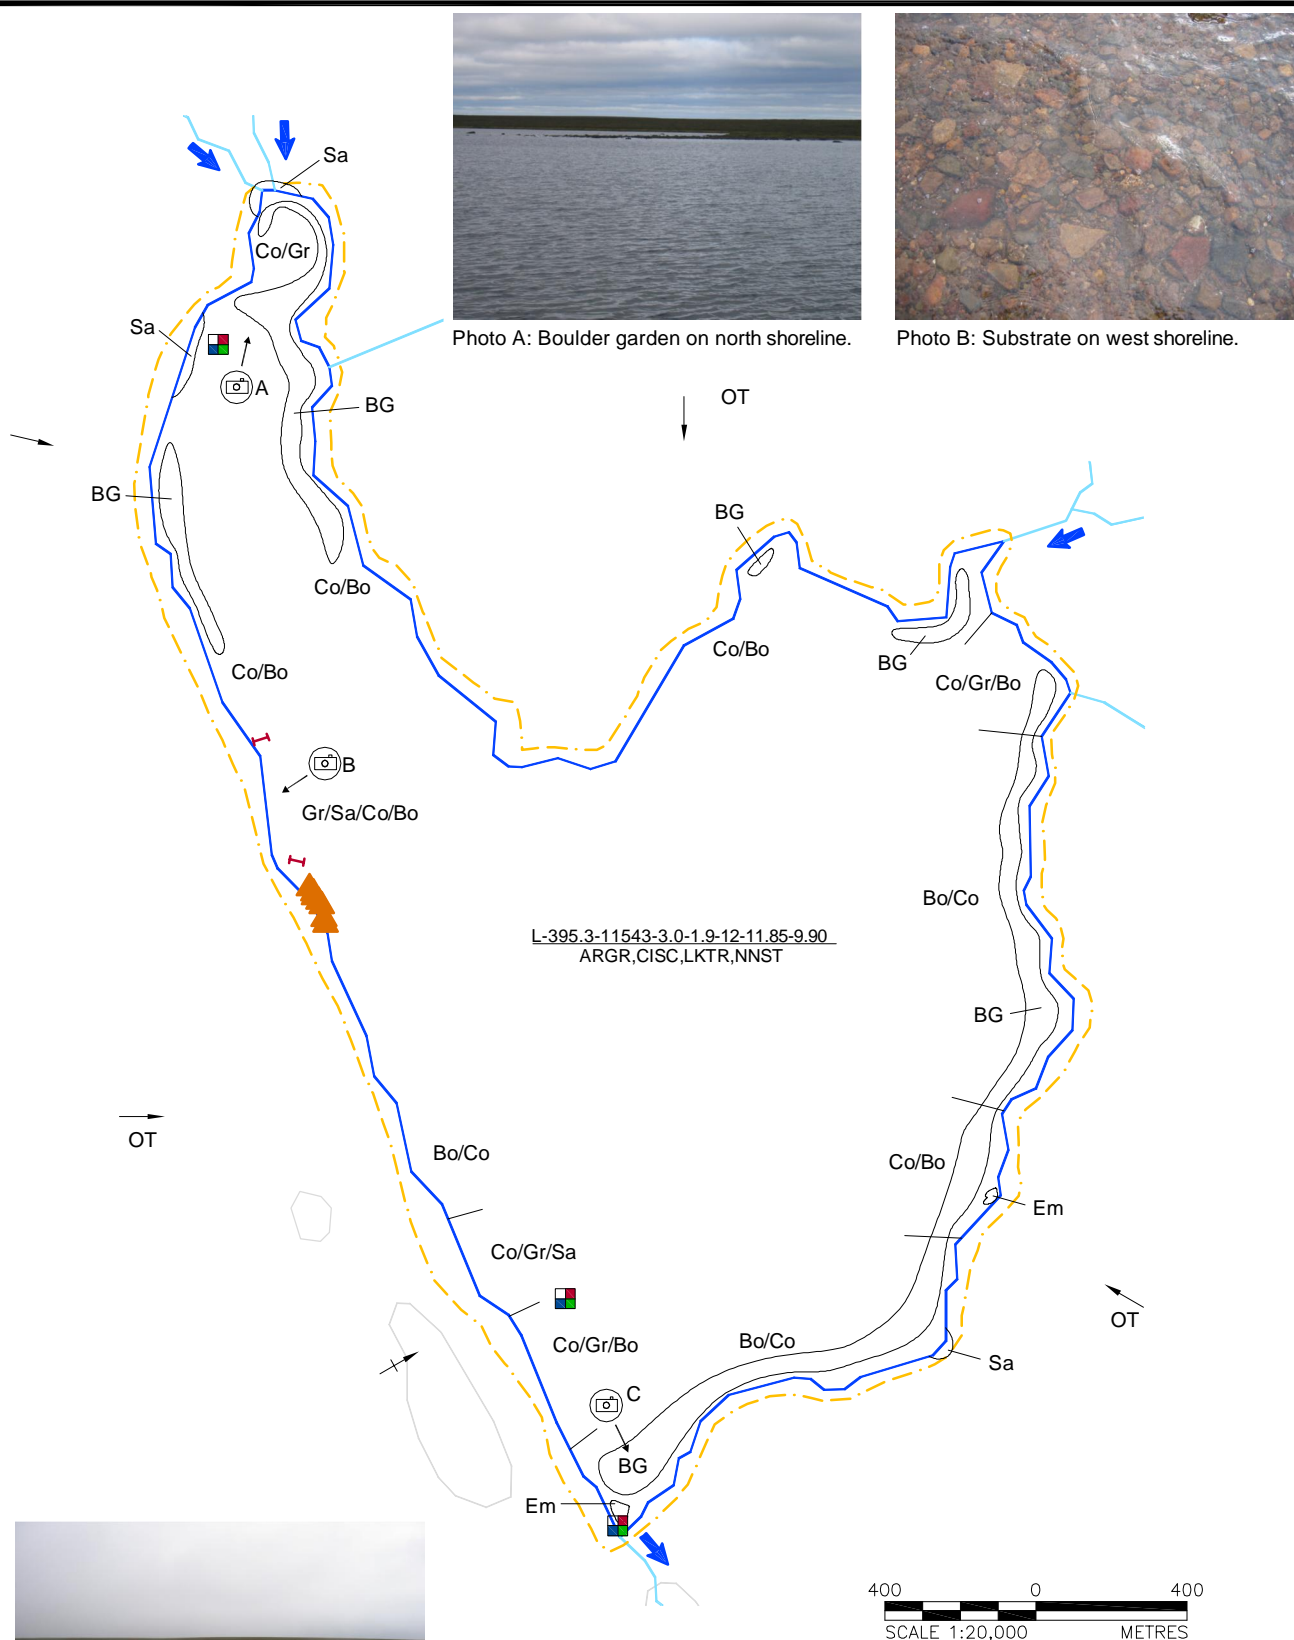 Photo A: Boulder garden on north shoreline.
Photo B: Substrate on west shoreline.
Sa
Co/Gr
Sa
A
BG
OT
BG
BG
Co/Bo
Co/Bo
BG
Co/Bo
Co/Gr/Bo
B
Gr/Sa/Co/Bo
Bo/Co
L-395.3-11543-3.0-1.9-12-11.85-9.90
ARGR,CISC,LKTR,NNST
BG
OT
Bo/Co
Co/Bo
Em
Co/Gr/Sa
OT
Co/Gr/Bo
Bo/Co
Sa
C
BG
Em
400 0 400
SCALE 1:20,000 METRES